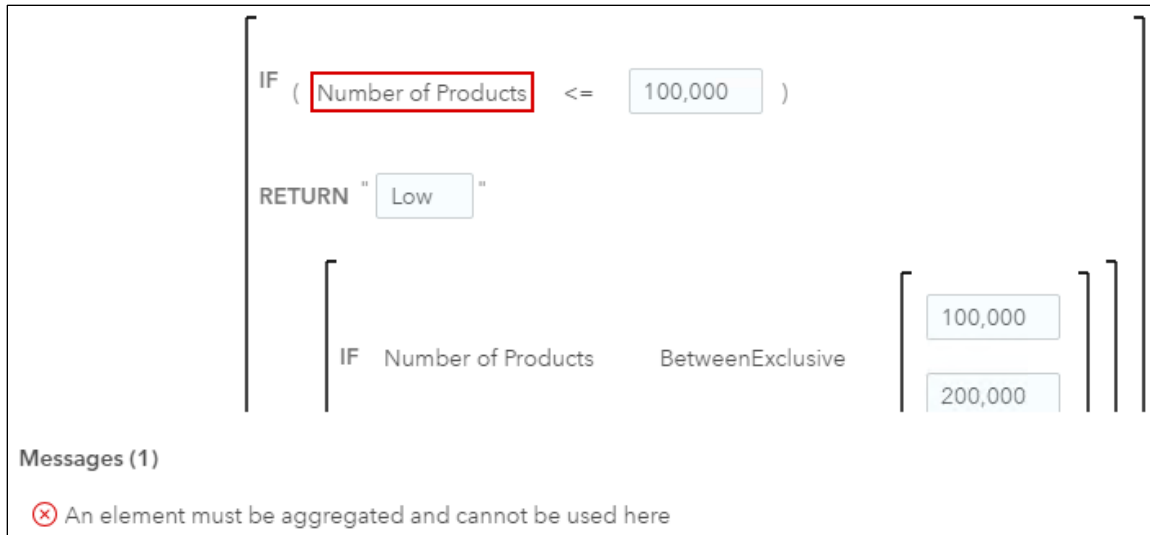 IF ( Number of Products <= 100,000 )
RETURN " Low "
100,000
IF Number of Products BetweenExclusive
200,000
Messages (1)
An element must be aggregated and cannot be used here